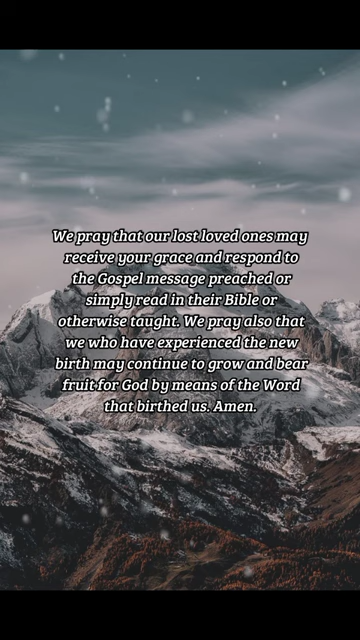 We pray that our lost loved ones may
receive your grace and respond to
the Gospel message preached or
simply read in their Bible or
otherwise taught. We pray also that
we who have experienced the new
birth may continue to grow and bear
fruit for God by means of the Word
that birthed us. Amen.